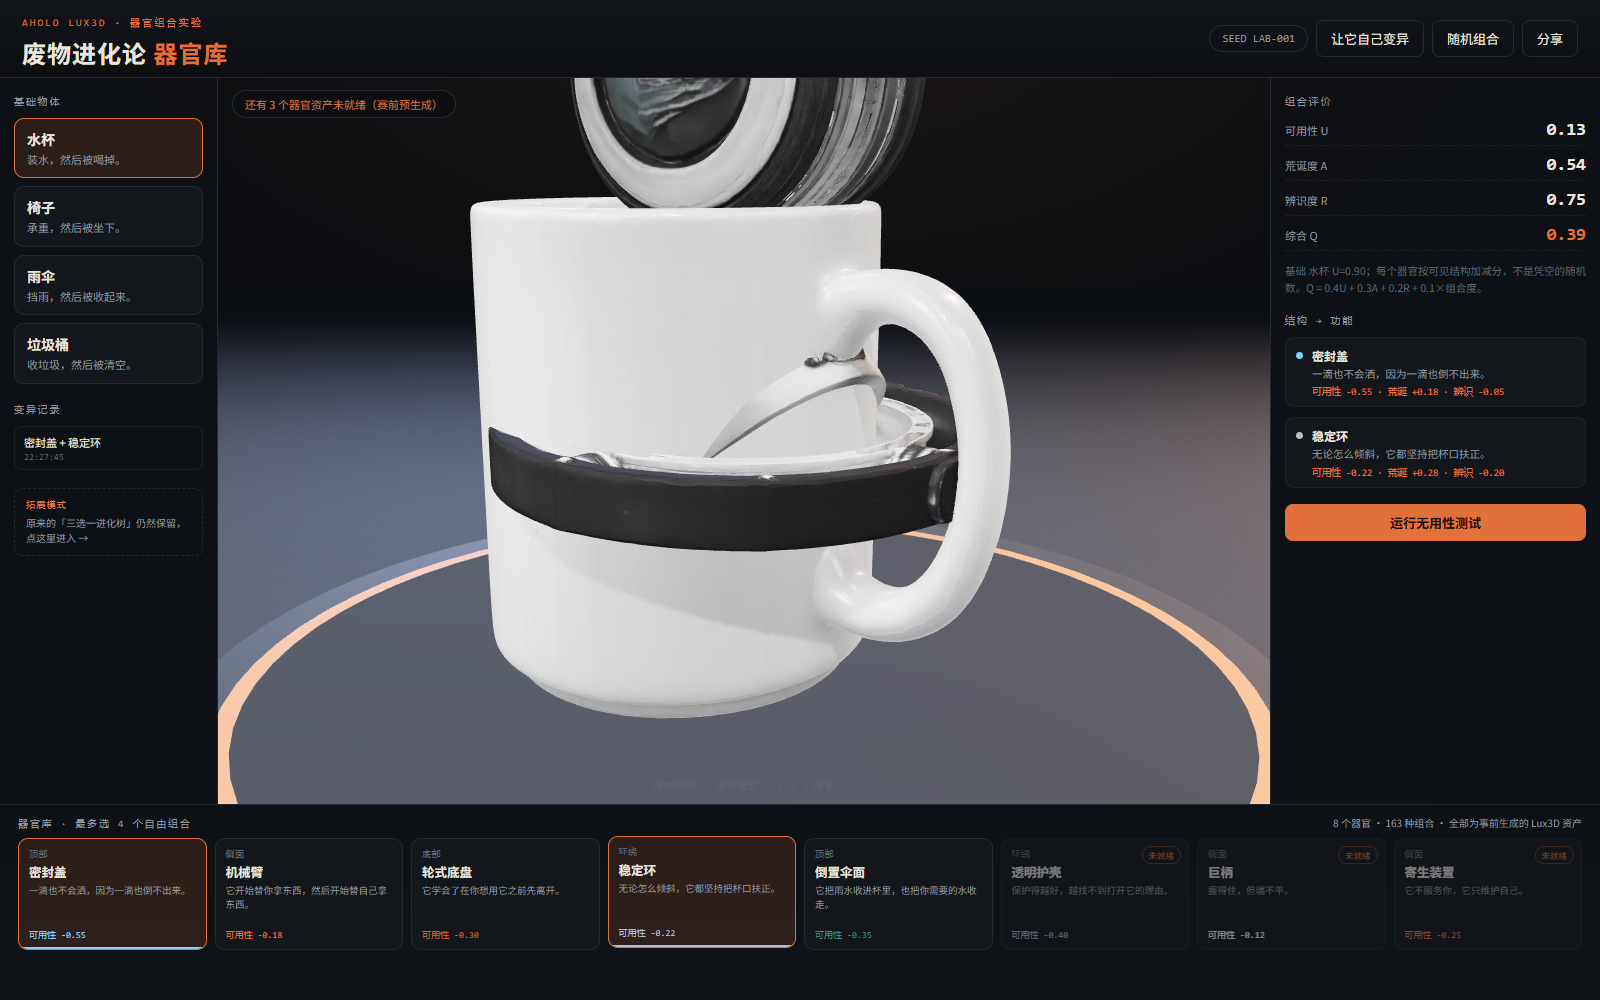 AHOLO LUX3D · 器官组合实验
废物进化论 器官库
SEED LAB-001
让它自己变异
随机组合
分享
基础物体
水杯
装水，然后被喝掉。
椅子
承重，然后被坐下。
雨伞
挡雨，然后被收起来。
垃圾桶
收垃圾，然后被清空。
变异记录
密封盖 + 稳定环
22:27:45
拓展模式
原来的「三选一进化树」仍然保留，
点这里进入 →
还有 3 个器官资产未就绪（赛前预生成）
组合评价
可用性 U
0.13
荒诞度 A
0.54
辨识度 R
0.75
综合 Q
0.39
基础 水杯 U=0.90；每个器官按可见结构加减分，不是凭空的随机
数。Q = 0.4U + 0.3A + 0.2R + 0.1×组合度。
结构 → 功能
密封盖
一滴也不会洒，因为一滴也倒不出来。
可用性 -0.55 · 荒诞 +0.18 · 辨识 -0.05
稳定环
无论怎么倾斜，它都坚持把杯口扶正。
可用性 -0.22 · 荒诞 +0.28 · 辨识 -0.20
运行无用性测试
器官库 · 最多选 4 个自由组合
8 个器官 · 163 种组合 · 全部为事前生成的 Lux3D 资产
顶部
密封盖
一滴也不会洒，因为一滴也倒不出来。
可用性 -0.55
侧面
机械臂
它开始替你拿东西，然后开始替自己拿
东西。
可用性 -0.18
底部
轮式底盘
它学会了在你想用它之前先离开。
可用性 -0.30
环绕
稳定环
无论怎么倾斜，它都坚持把杯口扶正。
可用性 -0.22
顶部
倒置伞面
它把雨水收进杯里，也把你需要的水收
走。
可用性 -0.35
环绕
未就绪
透明护壳
保护得越好，越找不到打开它的理由。
可用性 -0.40
侧面
未就绪
巨柄
握得住，但端不平。
可用性 -0.12
侧面
未就绪
寄生装置
它不服务你，它只维护自己。
可用性 -0.25